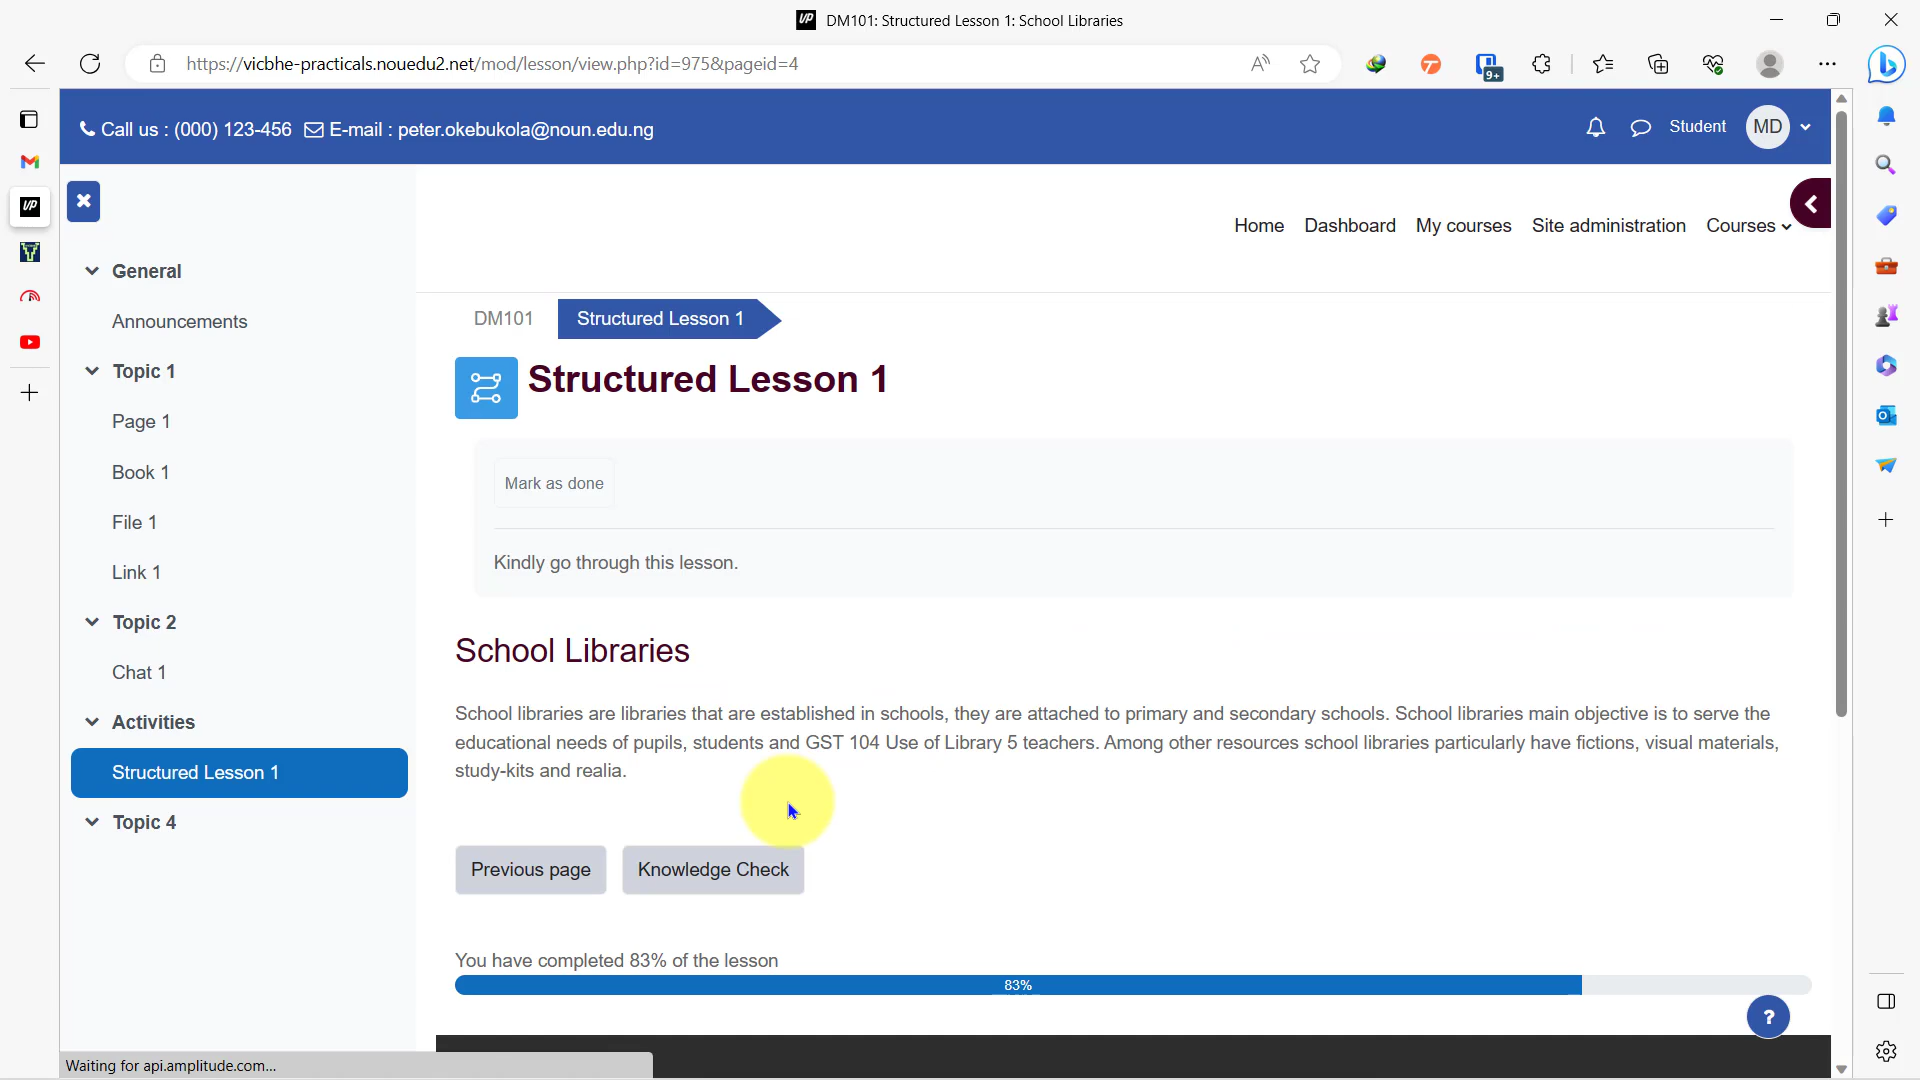 DM101: Structured Lesson 1: School Libraries
https://vicbhe-practicals.nouedu2.net/mod/lesson/view.php?id=975&pageid=4
9+
Call us : (000) 123-456 E-mail : peter.okebukola@noun.edu.ng
Student MD
Home Dashboard My courses Site administration Courses
General
Announcements
Topic 1
Page 1
Book 1
File 1
Link 1
Topic 2
Chat 1
Activities
Structured Lesson 1
Topic 4
DM101 Structured Lesson 1
Structured Lesson 1
Mark as done
Kindly go through this lesson.
School Libraries
School libraries are libraries that are established in schools, they are attached to primary and secondary schools. School libraries main objective is to serve the
educational needs of pupils, students and GST 104 Use of Library 5 teachers. Among other resources school libraries particularly have fictions, visual materials,
study-kits and realia.
Previous page Knowledge Check
You have completed 83% of the lesson
83%
?
Waiting for api.amplitude.com...